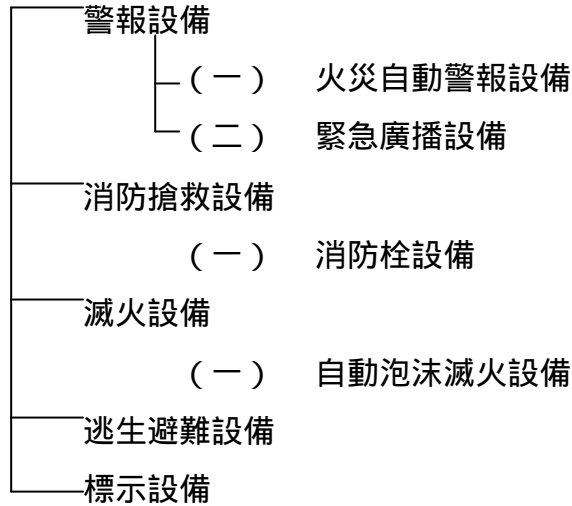 警報設備
（一） 火災自動警報設備
（二） 緊急廣播設備
消防搶救設備
（一） 消防栓設備
滅火設備
（一） 自動泡沫滅火設備
逃生避難設備
標示設備